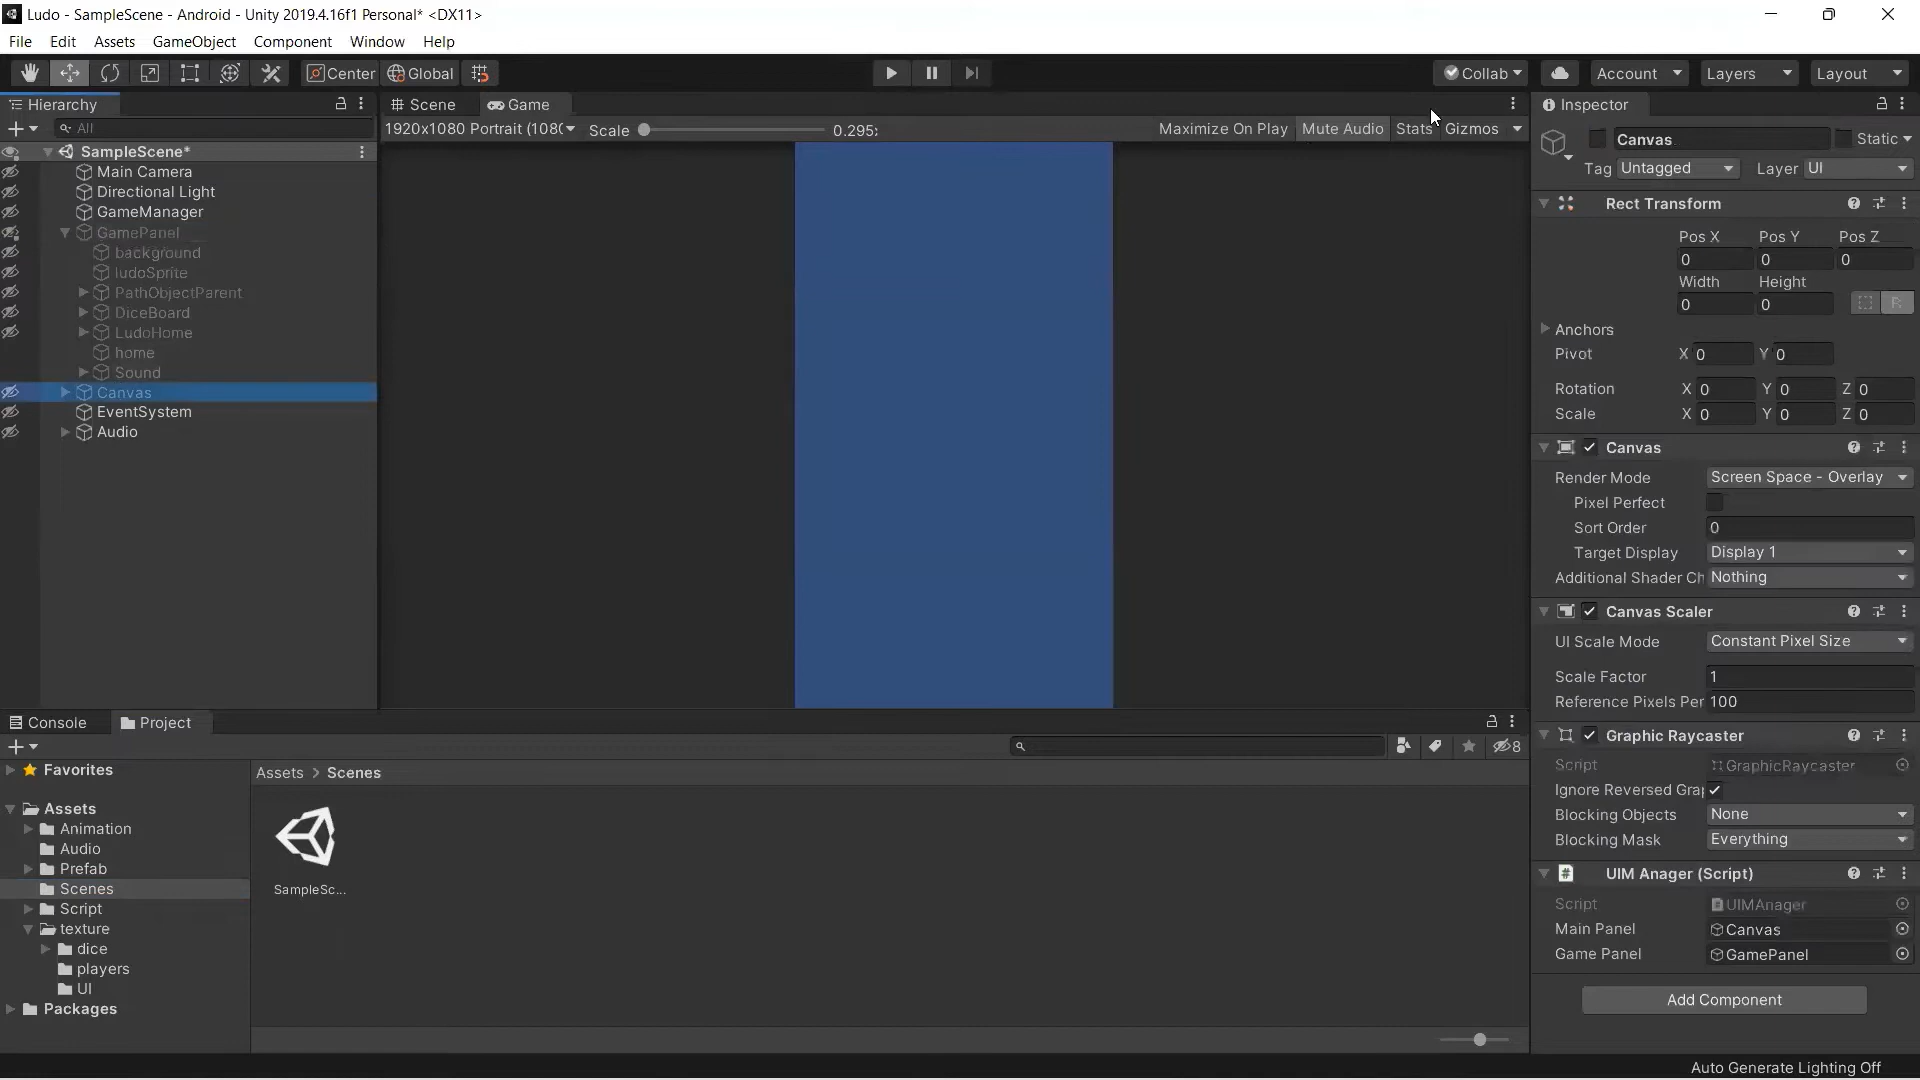 Ludo - SampleScene - Android - Unity 2019.4.16f1 Personal* <DX11>
File Edit Assets GameObject Component Window Help
Center Global Collab Account Layers Layout
Hierarchy
All
SampleScene*
Main Camera
Directional Light
GameManager
GamePanel
background
ludoSprite
PathObjectParent
DiceBoard
LudoHome
home
Sound
Canvas
EventSystem
Audio
Scene Game
1920x1080 Portrait (108( Scale 0.295: Maximize On Play Mute Audio Stats Gizmos
Inspector
Canvas Static
Tag Untagged Layer UI
Rect Transform
Pos X Pos Y Pos Z
0 0 0
Width Height
0 0 R
Anchors
Pivot X 0 Y 0
Rotation X 0 Y 0 Z 0
Scale X 0 Y 0 Z 0
Canvas
Render Mode Screen Space - Overlay
Pixel Perfect
Sort Order 0
Target Display Display 1
Additional Shader Ch Nothing
Canvas Scaler
UI Scale Mode Constant Pixel Size
Scale Factor 1
Reference Pixels Per 100
Graphic Raycaster
Script GraphicRaycaster
Ignore Reversed Grap
Blocking Objects None
Blocking Mask Everything
UIM Anager (Script)
Script UIMAnager
Main Panel Canvas
Game Panel GamePanel
Add Component
Console Project
8
Favorites
Assets
Animation
Audio
Prefab
Scenes
Script
texture
dice
players
UI
Packages
Assets > Scenes
SampleSc...
Auto Generate Lighting Off